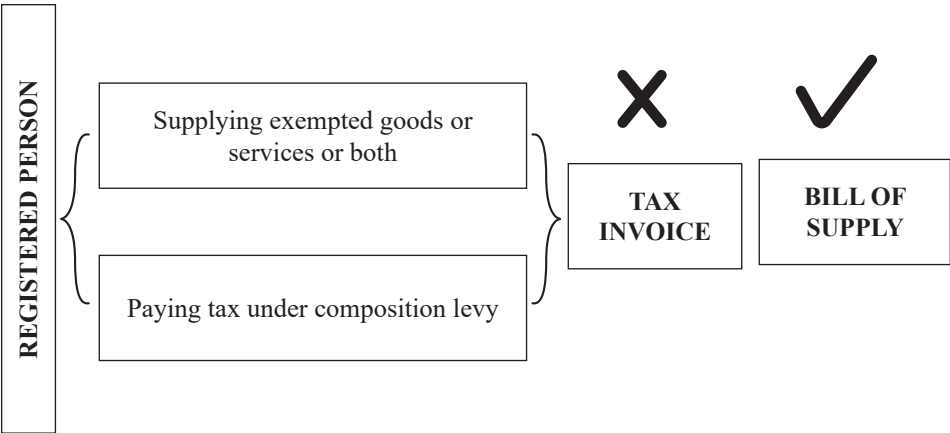 REGISTERED PERSON
Supplying exempted goods or
services or both
Paying tax under composition levy
TAX
INVOICE
BILL OF
SUPPLY